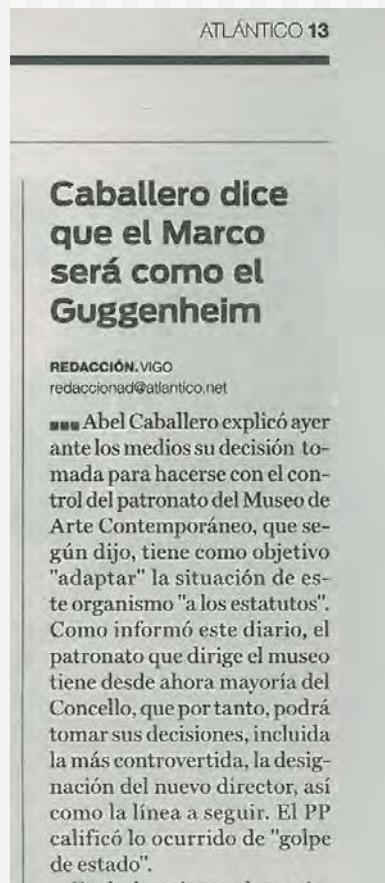 ATLÁNTICO 13
Caballero dice
que el Marco
será como el
Guggenheim
REDACCIÓN. VIGO
redaccionad@atlantico.net
Abel Caballero explicó ayer
ante los medios su decisión to-
mada para hacerse con el con-
trol del patronato del Museo de
Arte Contemporáneo, que se-
gún dijo, tiene como objetivo
"adaptar" la situación de es-
te organismo "a los estatutos".
Como informó este diario, el
patronato que dirige el museo
tiene desde ahora mayoría del
Concello, que por tanto, podrá
tomar sus decisiones, incluida
la más controvertida, la desig-
nación del nuevo director, así
como la línea a seguir. El PP
calificó lo ocurrido de "golpe
de estado".